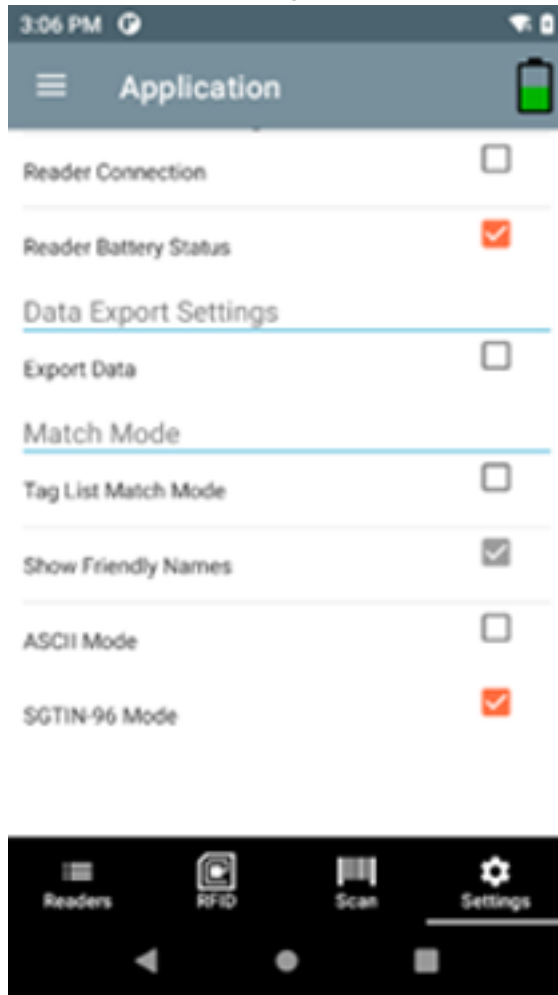 3:06 PM
Application
Reader Connection
Reader Battery Status
Data Export Settings
Export Data
Match Mode
Tag List Match Mode
Show Friendly Names
ASCII Mode
SGTIN-96 Mode
Readers
RFID
Scan
Settings